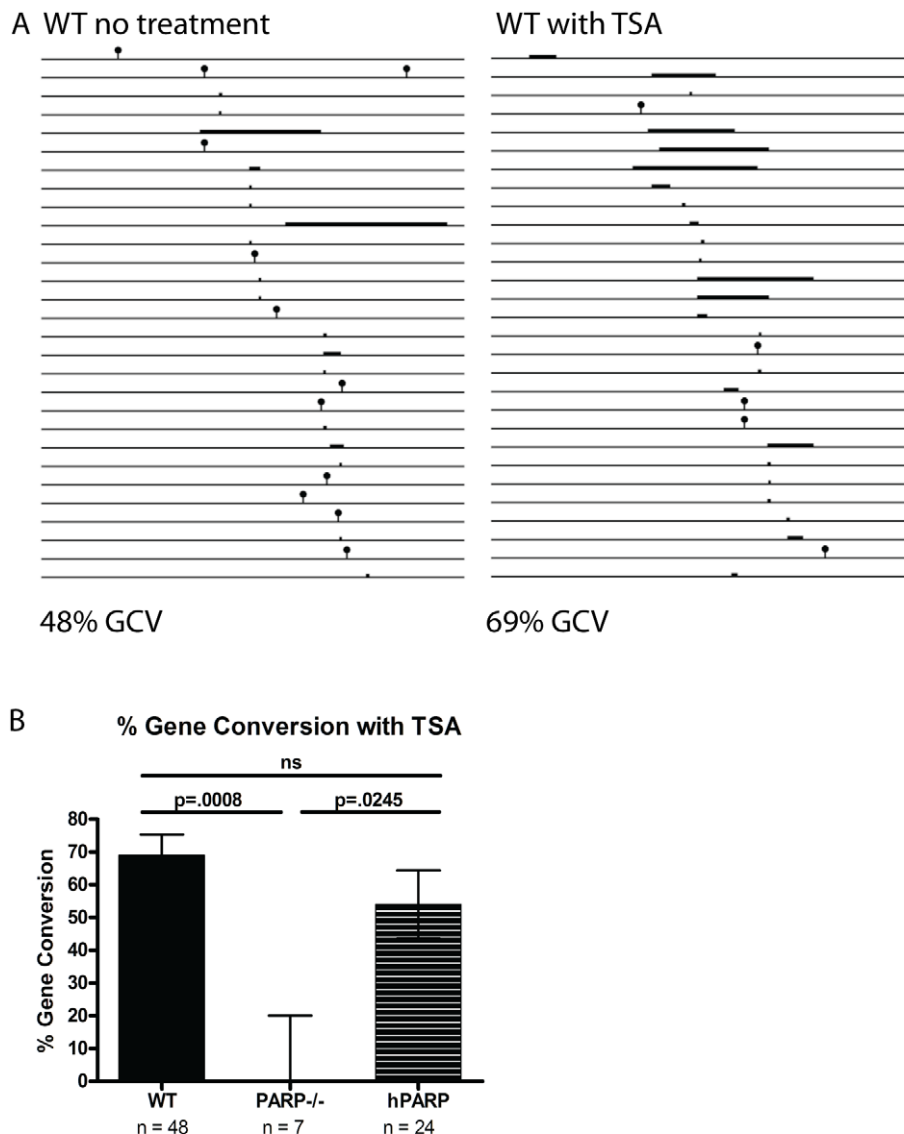 A WT no treatment
WT with TSA
48% GCV
69% GCV
B
% Gene Conversion with TSA
ns
p=.0008
p=.0245
80
70
60
50
40
30
20
10
0
% Gene Conversion
WT
PARP-/-
hPARP
n = 48
n = 7
n = 24